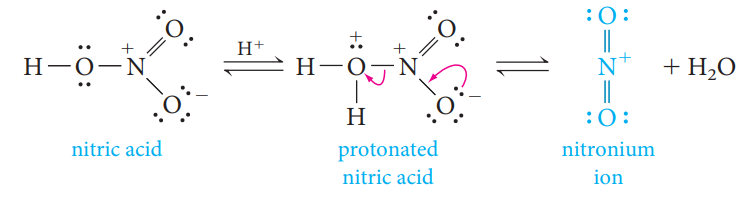 H—Ö—N⁺ =O: O:⁻ ⇌ H⁺ H—O⁺—N⁺ =O: O:⁻ ⇌ :O: ‖ N⁺ ‖ :O: + H₂O
H
nitric acid protonated nitronium
nitric acid ion